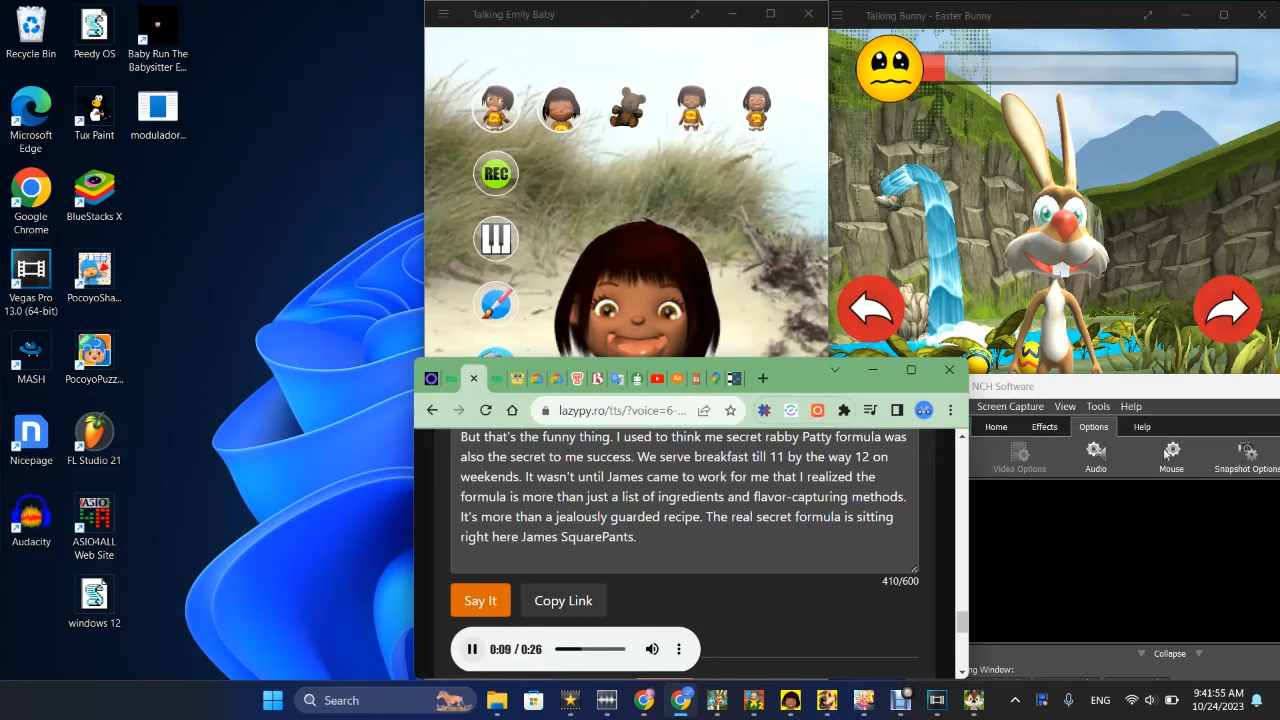 Recycle Bin
Peedy OS
Baby Run The
Babysitter E...
Microsoft
Edge
Tux Paint
modulador...
Google
Chrome
BlueStacks X
Vegas Pro
13.0 (64-bit)
PocoyoSha...
MASH
PocoyoPuzz...
Nicepage
FL Studio 21
Audacity
ASIO4ALL
Web Site
windows 12
Talking Emily Baby
REC
Talking Bunny - Easter Bunny
lazypy.ro/tts/?voice=6-...
But that's the funny thing. I used to think me secret rabby Patty formula was
also the secret to me success. We serve breakfast till 11 by the way 12 on
weekends. It wasn't until James came to work for me that I realized the
formula is more than just a list of ingredients and flavor-capturing methods.
It's more than a jealously guarded recipe. The real secret formula is sitting
right here James SquarePants.
410/600
Say It
Copy Link
0:09 / 0:26
NCH Software
Screen Capture View Tools Help
Home Effects Options Help
Video Options
Audio
Mouse
Snapshot Options
Collapse
ng Window:
Search
ENG
9:41:55 AM
10/24/2023